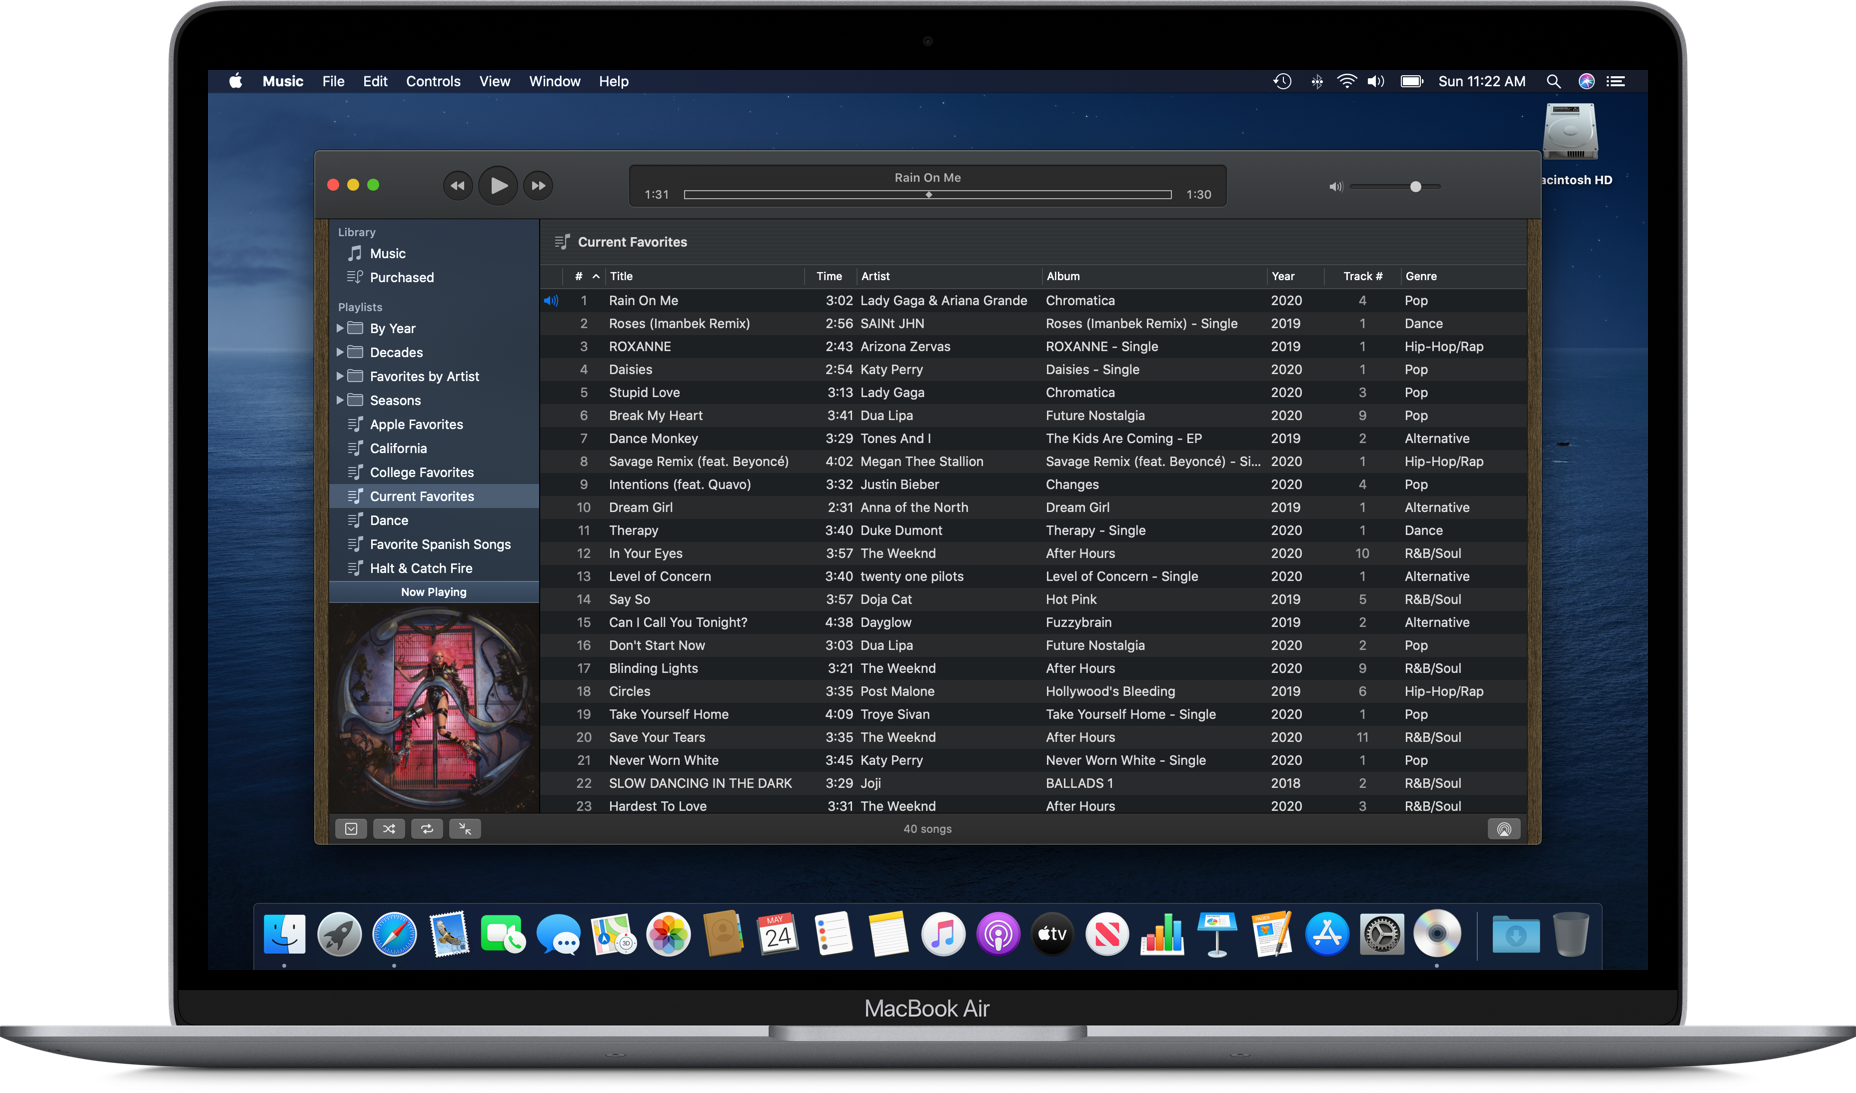 Music File Edit Controls View Window Help Sun 11:22 AM
acintosh HD
Rain On Me
1:31 1:30
Library
Music
Purchased
Playlists
By Year
Decades
Favorites by Artist
Seasons
Apple Favorites
California
College Favorites
Current Favorites
Dance
Favorite Spanish Songs
Halt & Catch Fire
Now Playing
Current Favorites
# Title Time Artist Album Year Track # Genre
1 Rain On Me 3:02 Lady Gaga & Ariana Grande Chromatica 2020 4 Pop
2 Roses (Imanbek Remix) 2:56 SAINt JHN Roses (Imanbek Remix) - Single 2019 1 Dance
3 ROXANNE 2:43 Arizona Zervas ROXANNE - Single 2019 1 Hip-Hop/Rap
4 Daisies 2:54 Katy Perry Daisies - Single 2020 1 Pop
5 Stupid Love 3:13 Lady Gaga Chromatica 2020 3 Pop
6 Break My Heart 3:41 Dua Lipa Future Nostalgia 2020 9 Pop
7 Dance Monkey 3:29 Tones And I The Kids Are Coming - EP 2019 2 Alternative
8 Savage Remix (feat. Beyoncé) 4:02 Megan Thee Stallion Savage Remix (feat. Beyoncé) - Si... 2020 1 Hip-Hop/Rap
9 Intentions (feat. Quavo) 3:32 Justin Bieber Changes 2020 4 Pop
10 Dream Girl 2:31 Anna of the North Dream Girl 2019 1 Alternative
11 Therapy 3:40 Duke Dumont Therapy - Single 2020 1 Dance
12 In Your Eyes 3:57 The Weeknd After Hours 2020 10 R&B/Soul
13 Level of Concern 3:40 twenty one pilots Level of Concern - Single 2020 1 Alternative
14 Say So 3:57 Doja Cat Hot Pink 2019 5 R&B/Soul
15 Can I Call You Tonight? 4:38 Dayglow Fuzzybrain 2019 2 Alternative
16 Don't Start Now 3:03 Dua Lipa Future Nostalgia 2020 2 Pop
17 Blinding Lights 3:21 The Weeknd After Hours 2020 9 R&B/Soul
18 Circles 3:35 Post Malone Hollywood's Bleeding 2019 6 Hip-Hop/Rap
19 Take Yourself Home 4:09 Troye Sivan Take Yourself Home - Single 2020 1 Pop
20 Save Your Tears 3:35 The Weeknd After Hours 2020 11 R&B/Soul
21 Never Worn White 3:45 Katy Perry Never Worn White - Single 2020 1 Pop
22 SLOW DANCING IN THE DARK 3:29 Joji BALLADS 1 2018 2 R&B/Soul
23 Hardest To Love 3:31 The Weeknd After Hours 2020 3 R&B/Soul
40 songs
3D
MAY
24
tv
MacBook Air